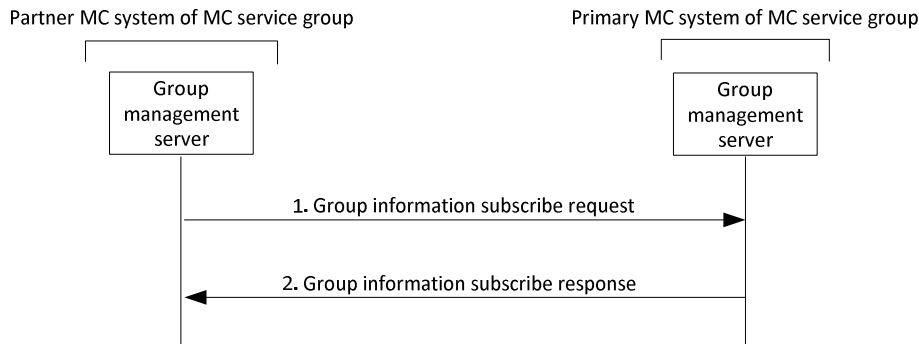 Partner MC system of MC service group
Primary MC system of MC service group
Group
management
server
Group
management
server
1. Group information subscribe request
2. Group information subscribe response